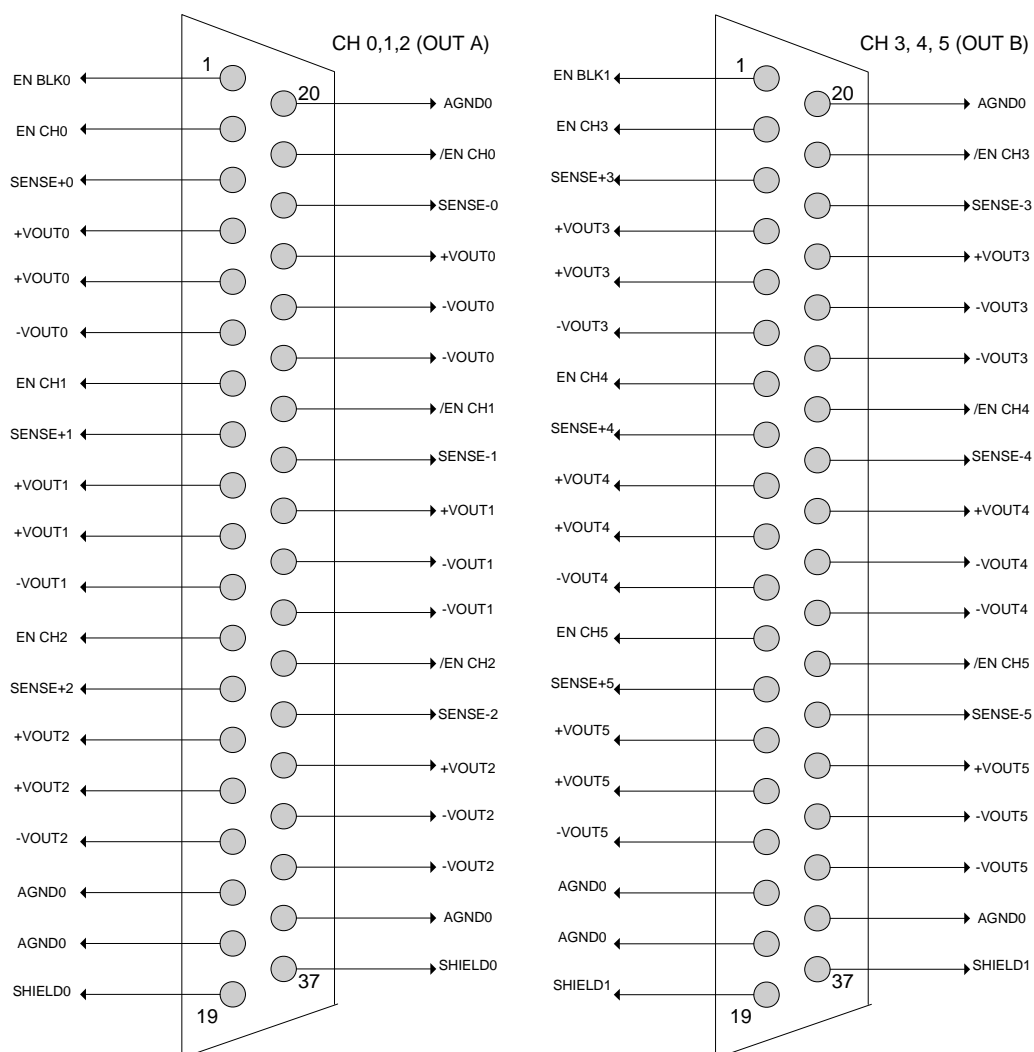 CH 0,1,2 (OUT A)
1
EN BLK0
20
AGND0
EN CH0
/EN CH0
SENSE+0
SENSE-0
+VOUT0
+VOUT0
+VOUT0
-VOUT0
-VOUT0
-VOUT0
EN CH1
/EN CH1
SENSE+1
SENSE-1
+VOUT1
+VOUT1
+VOUT1
-VOUT1
-VOUT1
-VOUT1
EN CH2
/EN CH2
SENSE+2
SENSE-2
+VOUT2
+VOUT2
+VOUT2
-VOUT2
-VOUT2
-VOUT2
AGND0
AGND0
AGND0
SHIELD0
37
SHIELD0
19
CH 3, 4, 5 (OUT B)
1
EN BLK1
20
AGND0
EN CH3
/EN CH3
SENSE+3
SENSE-3
+VOUT3
+VOUT3
+VOUT3
-VOUT3
-VOUT3
-VOUT3
EN CH4
/EN CH4
SENSE+4
SENSE-4
+VOUT4
+VOUT4
+VOUT4
-VOUT4
-VOUT4
-VOUT4
EN CH5
/EN CH5
SENSE+5
SENSE-5
+VOUT5
+VOUT5
+VOUT5
-VOUT5
-VOUT5
-VOUT5
AGND0
AGND0
AGND0
SHIELD1
37
SHIELD1
19